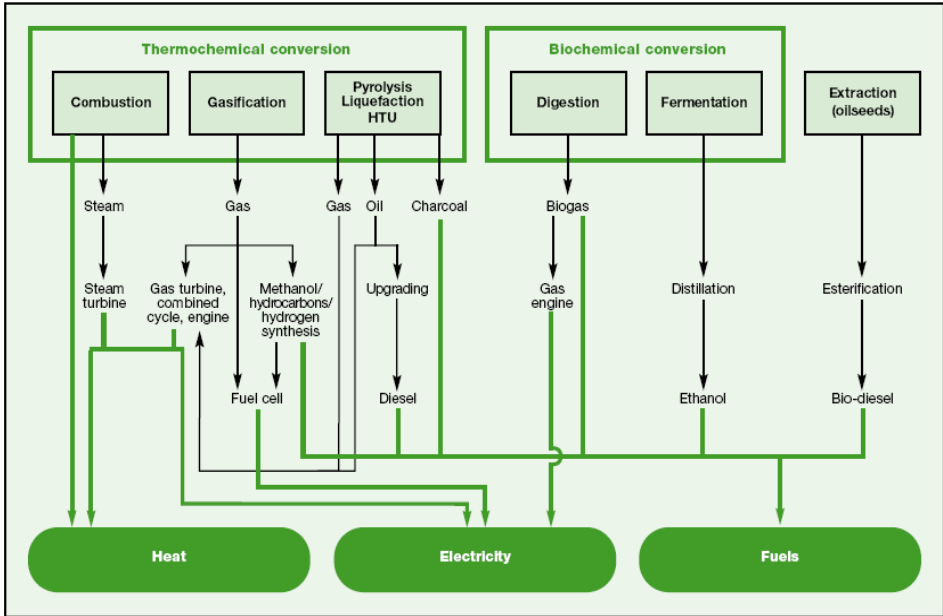 Thermochemical conversion
Biochemical conversion
Combustion
Gasification
Pyrolysis
Liquefaction
HTU
Digestion
Fermentation
Extraction
(oilseeds)
Steam
Gas
Gas
Oil
Charcoal
Biogas
Steam
turbine
Gas turbine,
combined
cycle, engine
Methanol/
hydrocarbons/
hydrogen
synthesis
Upgrading
Gas
engine
Distillation
Esterification
Fuel cell
Diesel
Ethanol
Bio-diesel
Heat
Electricity
Fuels